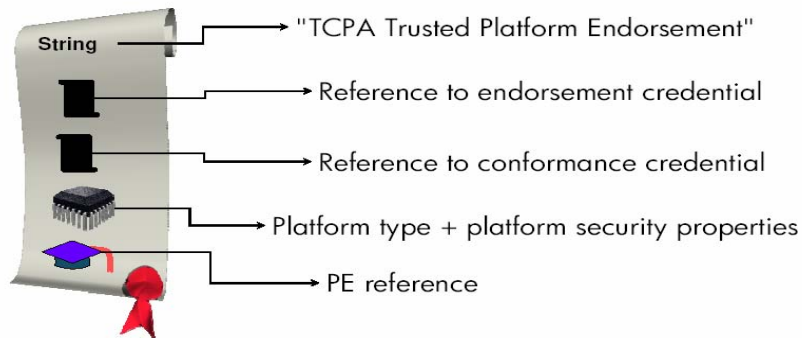 String
"TCPA Trusted Platform Endorsement"
Reference to endorsement credential
Reference to conformance credential
Platform type + platform security properties
PE reference